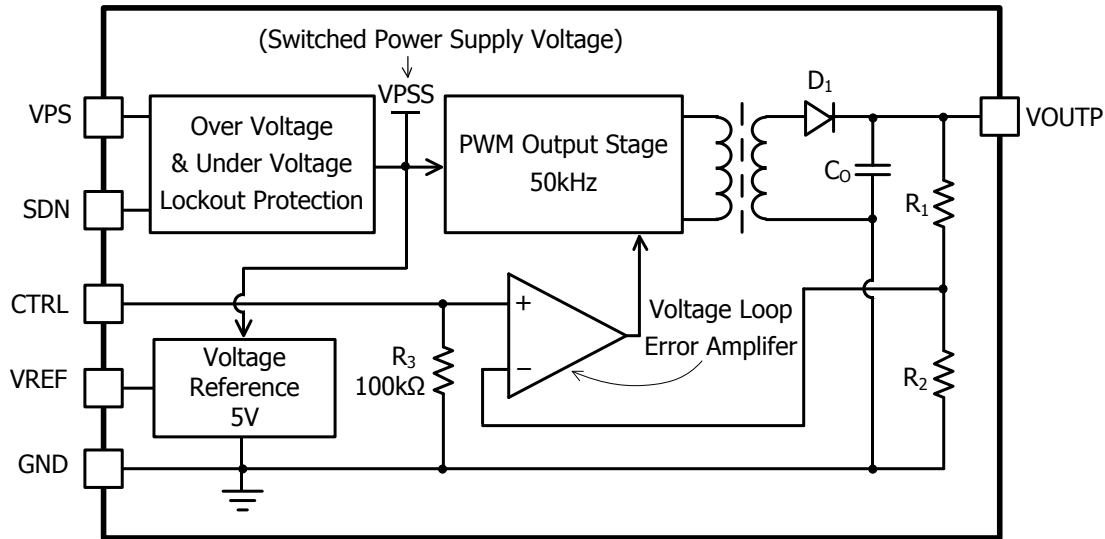 (Switched Power Supply Voltage)
VPSS
VPS
SDN
Over Voltage
& Under Voltage
Lockout Protection
PWM Output Stage
50kHz
D1
CO
R1
VOUTP
CTRL
VREF
GND
Voltage
Reference
5V
R3
100kΩ
+
−
Voltage Loop
Error Amplifer
R2